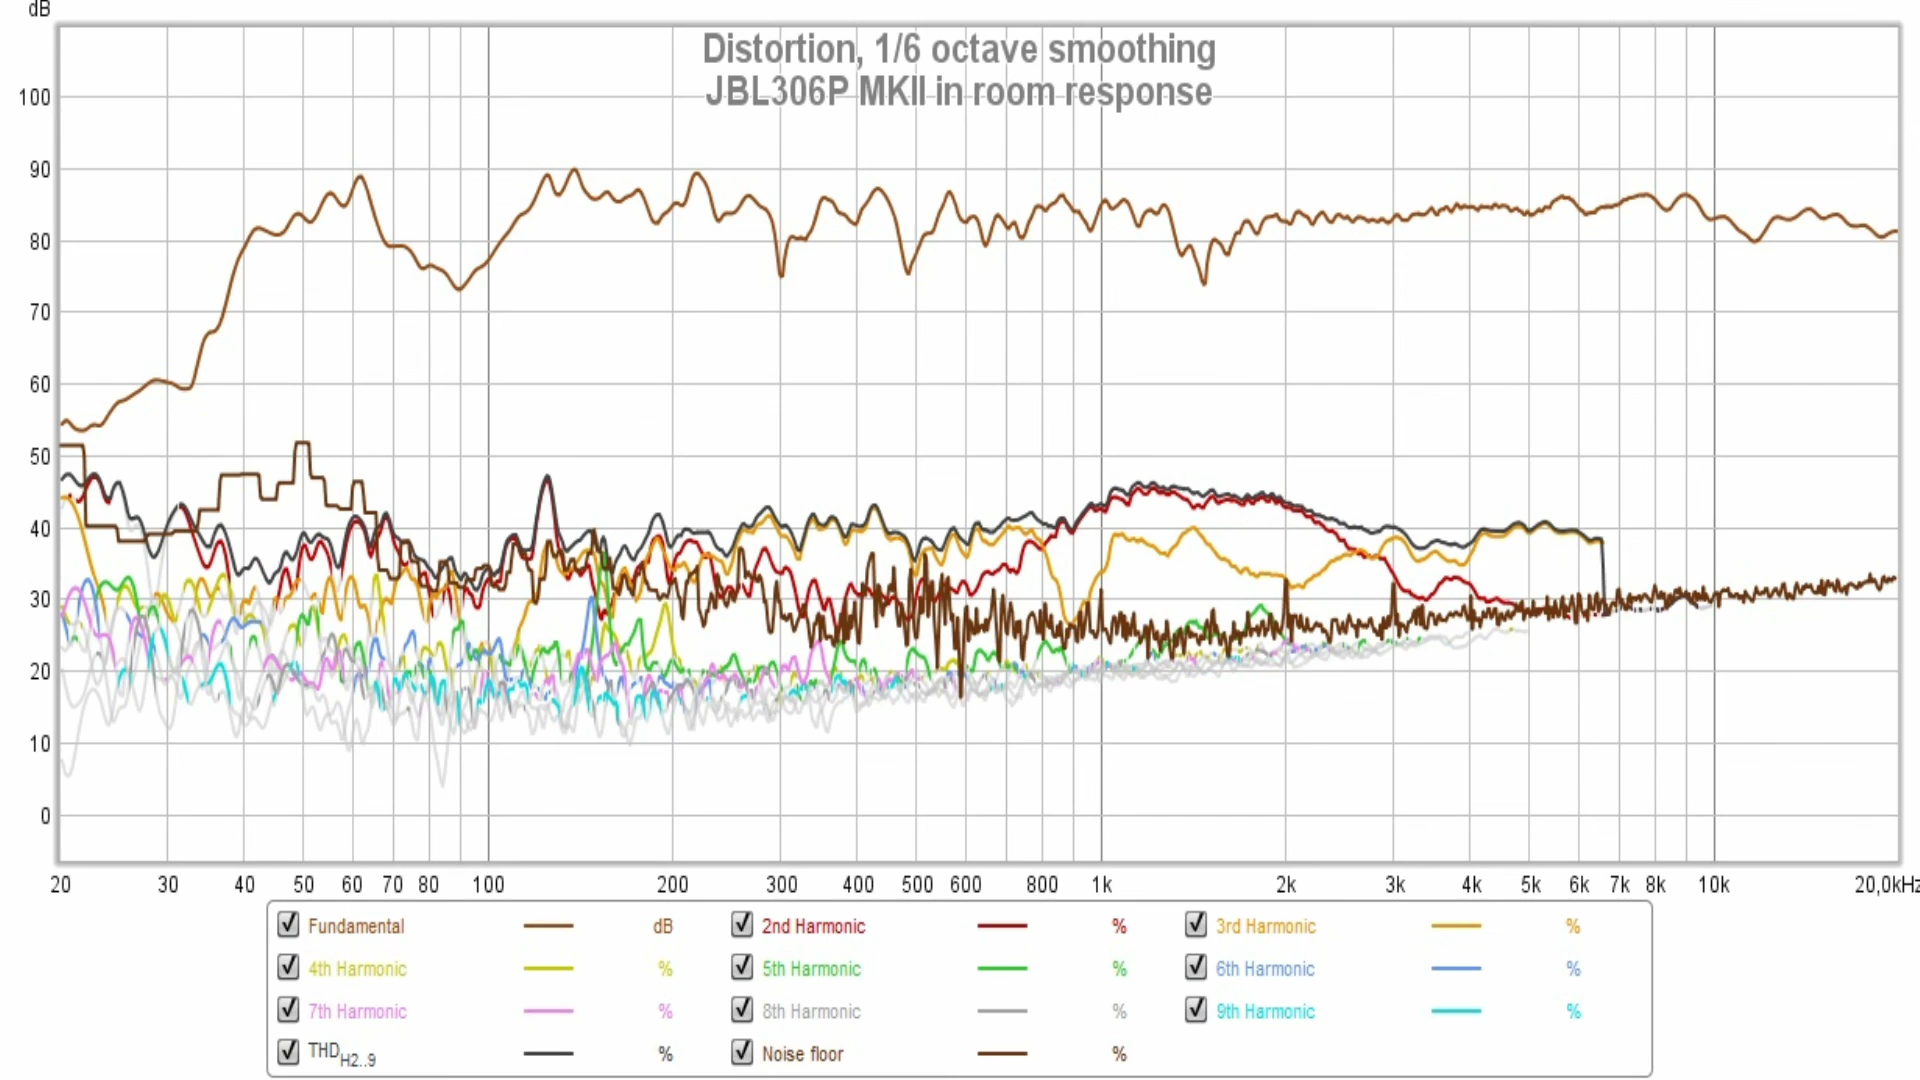 dB
Distortion, 1/6 octave smoothing
JBL306P MKII in room response
100
90
80
70
60
50
40
30
20
10
0
20 30 40 50 60 70 80 100 200 300 400 500 600 800 1k 2k 3k 4k 5k 6k 7k 8k 10k 20,0kHz
Fundamental dB 2nd Harmonic % 3rd Harmonic %
4th Harmonic % 5th Harmonic % 6th Harmonic %
7th Harmonic % 8th Harmonic % 9th Harmonic %
THD H2..9 % Noise floor %